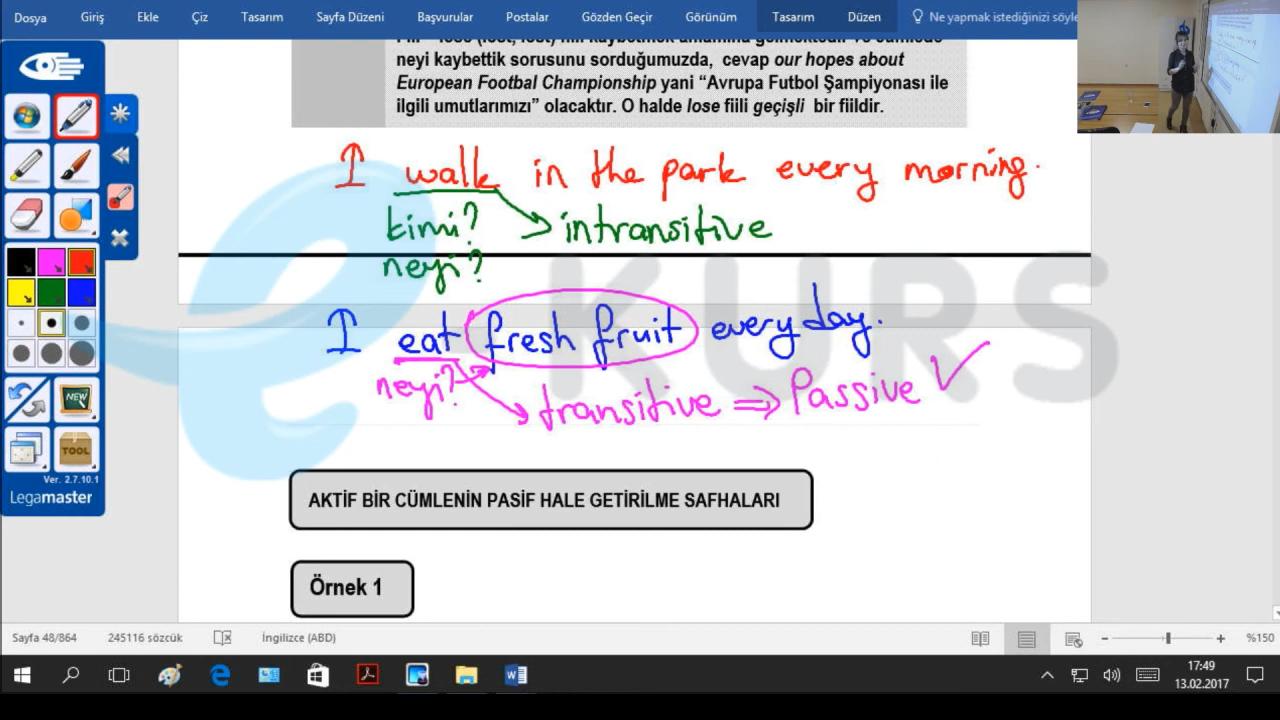 Dosya Giriş Ekle Çiz Tasarım Sayfa Düzeni Başvurular Postalar Gözden Geçir Görünüm Tasarım Düzen Ne yapmak istediğinizi söyle
neyi kaybettik sorusunu sorduğumuzda, cevap our hopes about
European Footbal Championship yani “Avrupa Futbol Şampiyonası ile
ilgili umutlarımızı” olacaktır. O halde lose fiili geçişli bir fiildir.
I walk in the park every morning.
kimi? intransitive
neyi?
I eat fresh fruit everyday.
neyi? transitive ⇒ Passive ✓
e KURS
NEW
TOOL
Ver. 2.7.10.1
Legamaster
AKTİF BİR CÜMLENİN PASİF HALE GETİRİLME SAFHALARI
Örnek 1
Sayfa 48/864 245116 sözcük İngilizce (ABD) %150
17:49
13.02.2017